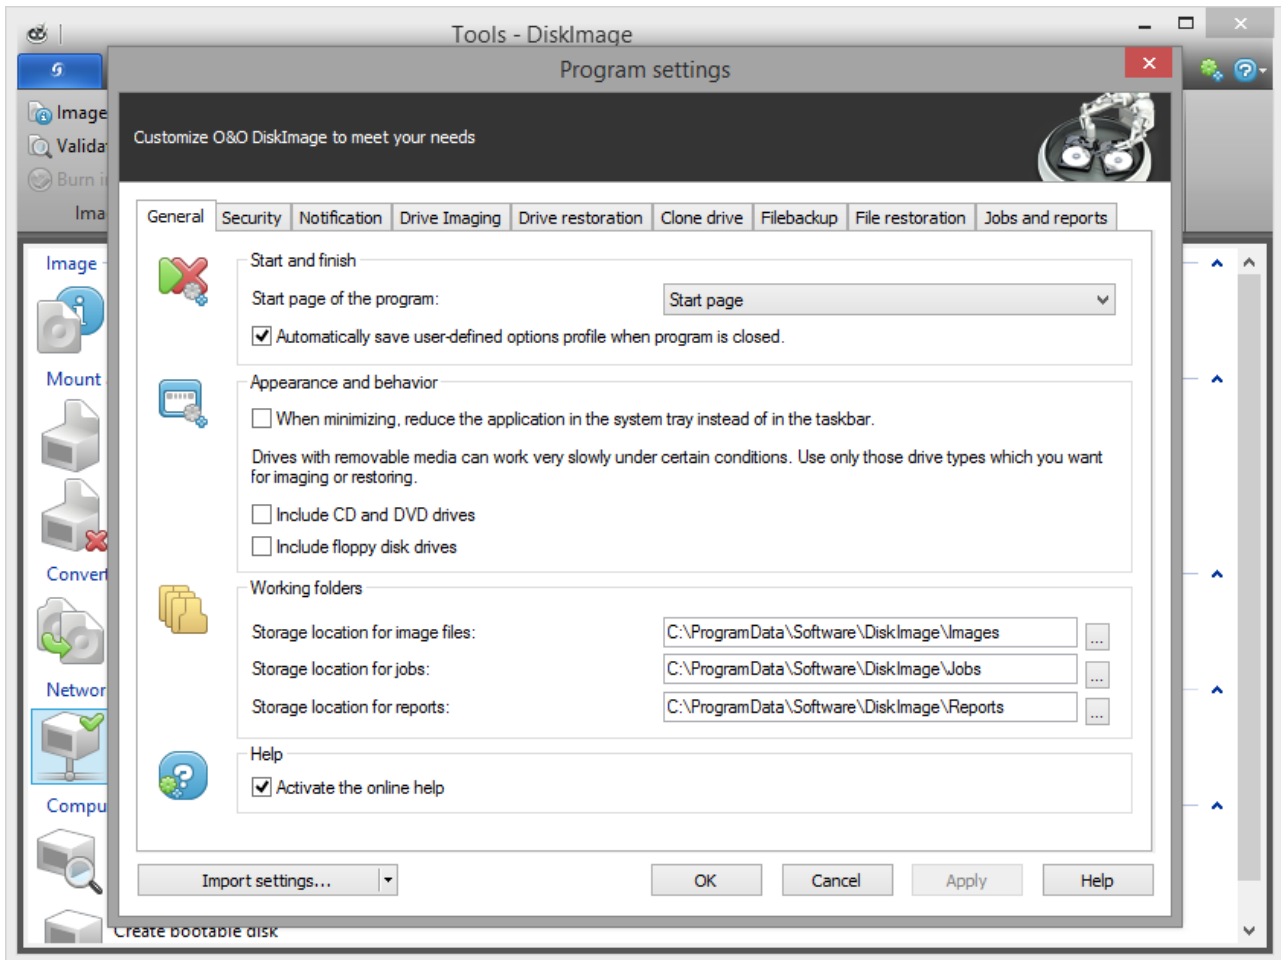 Tools - DiskImage
Program settings
Customize O&O DiskImage to meet your needs
Image
Valida
Burn i
Ima
General
Security
Notification
Drive Imaging
Drive restoration
Clone drive
Filebackup
File restoration
Jobs and reports
Image
Mount
Convert
Networ
Compu
Start and finish
Start page of the program:
Start page
Automatically save user-defined options profile when program is closed.
Appearance and behavior
When minimizing, reduce the application in the system tray instead of in the taskbar.
Drives with removable media can work very slowly under certain conditions. Use only those drive types which you want
for imaging or restoring.
Include CD and DVD drives
Include floppy disk drives
Working folders
Storage location for image files:
C:\ProgramData\Software\DiskImage\Images
...
Storage location for jobs:
C:\ProgramData\Software\DiskImage\Jobs
...
Storage location for reports:
C:\ProgramData\Software\DiskImage\Reports
...
Help
Activate the online help
Import settings...
OK
Cancel
Apply
Help
Create bootable disk